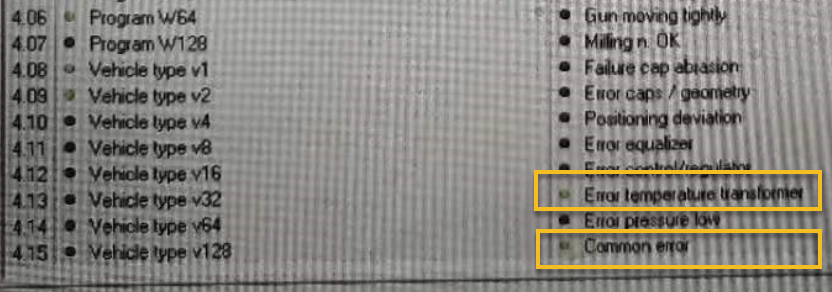 4.06 Program W64 Gun moving tightly
4.07 Program W128 Milling n. OK
4.08 Vehicle type v1 Failure cap abrasion
4.09 Vehicle type v2 Error caps / geometry
4.10 Vehicle type v4 Positioning deviation
4.11 Vehicle type v8 Error equalizer
4.12 Vehicle type v16 Error control/regulator
4.13 Vehicle type v32 Error temperature transformer
4.14 Vehicle type v64 Error pressure low
4.15 Vehicle type v128 Common error